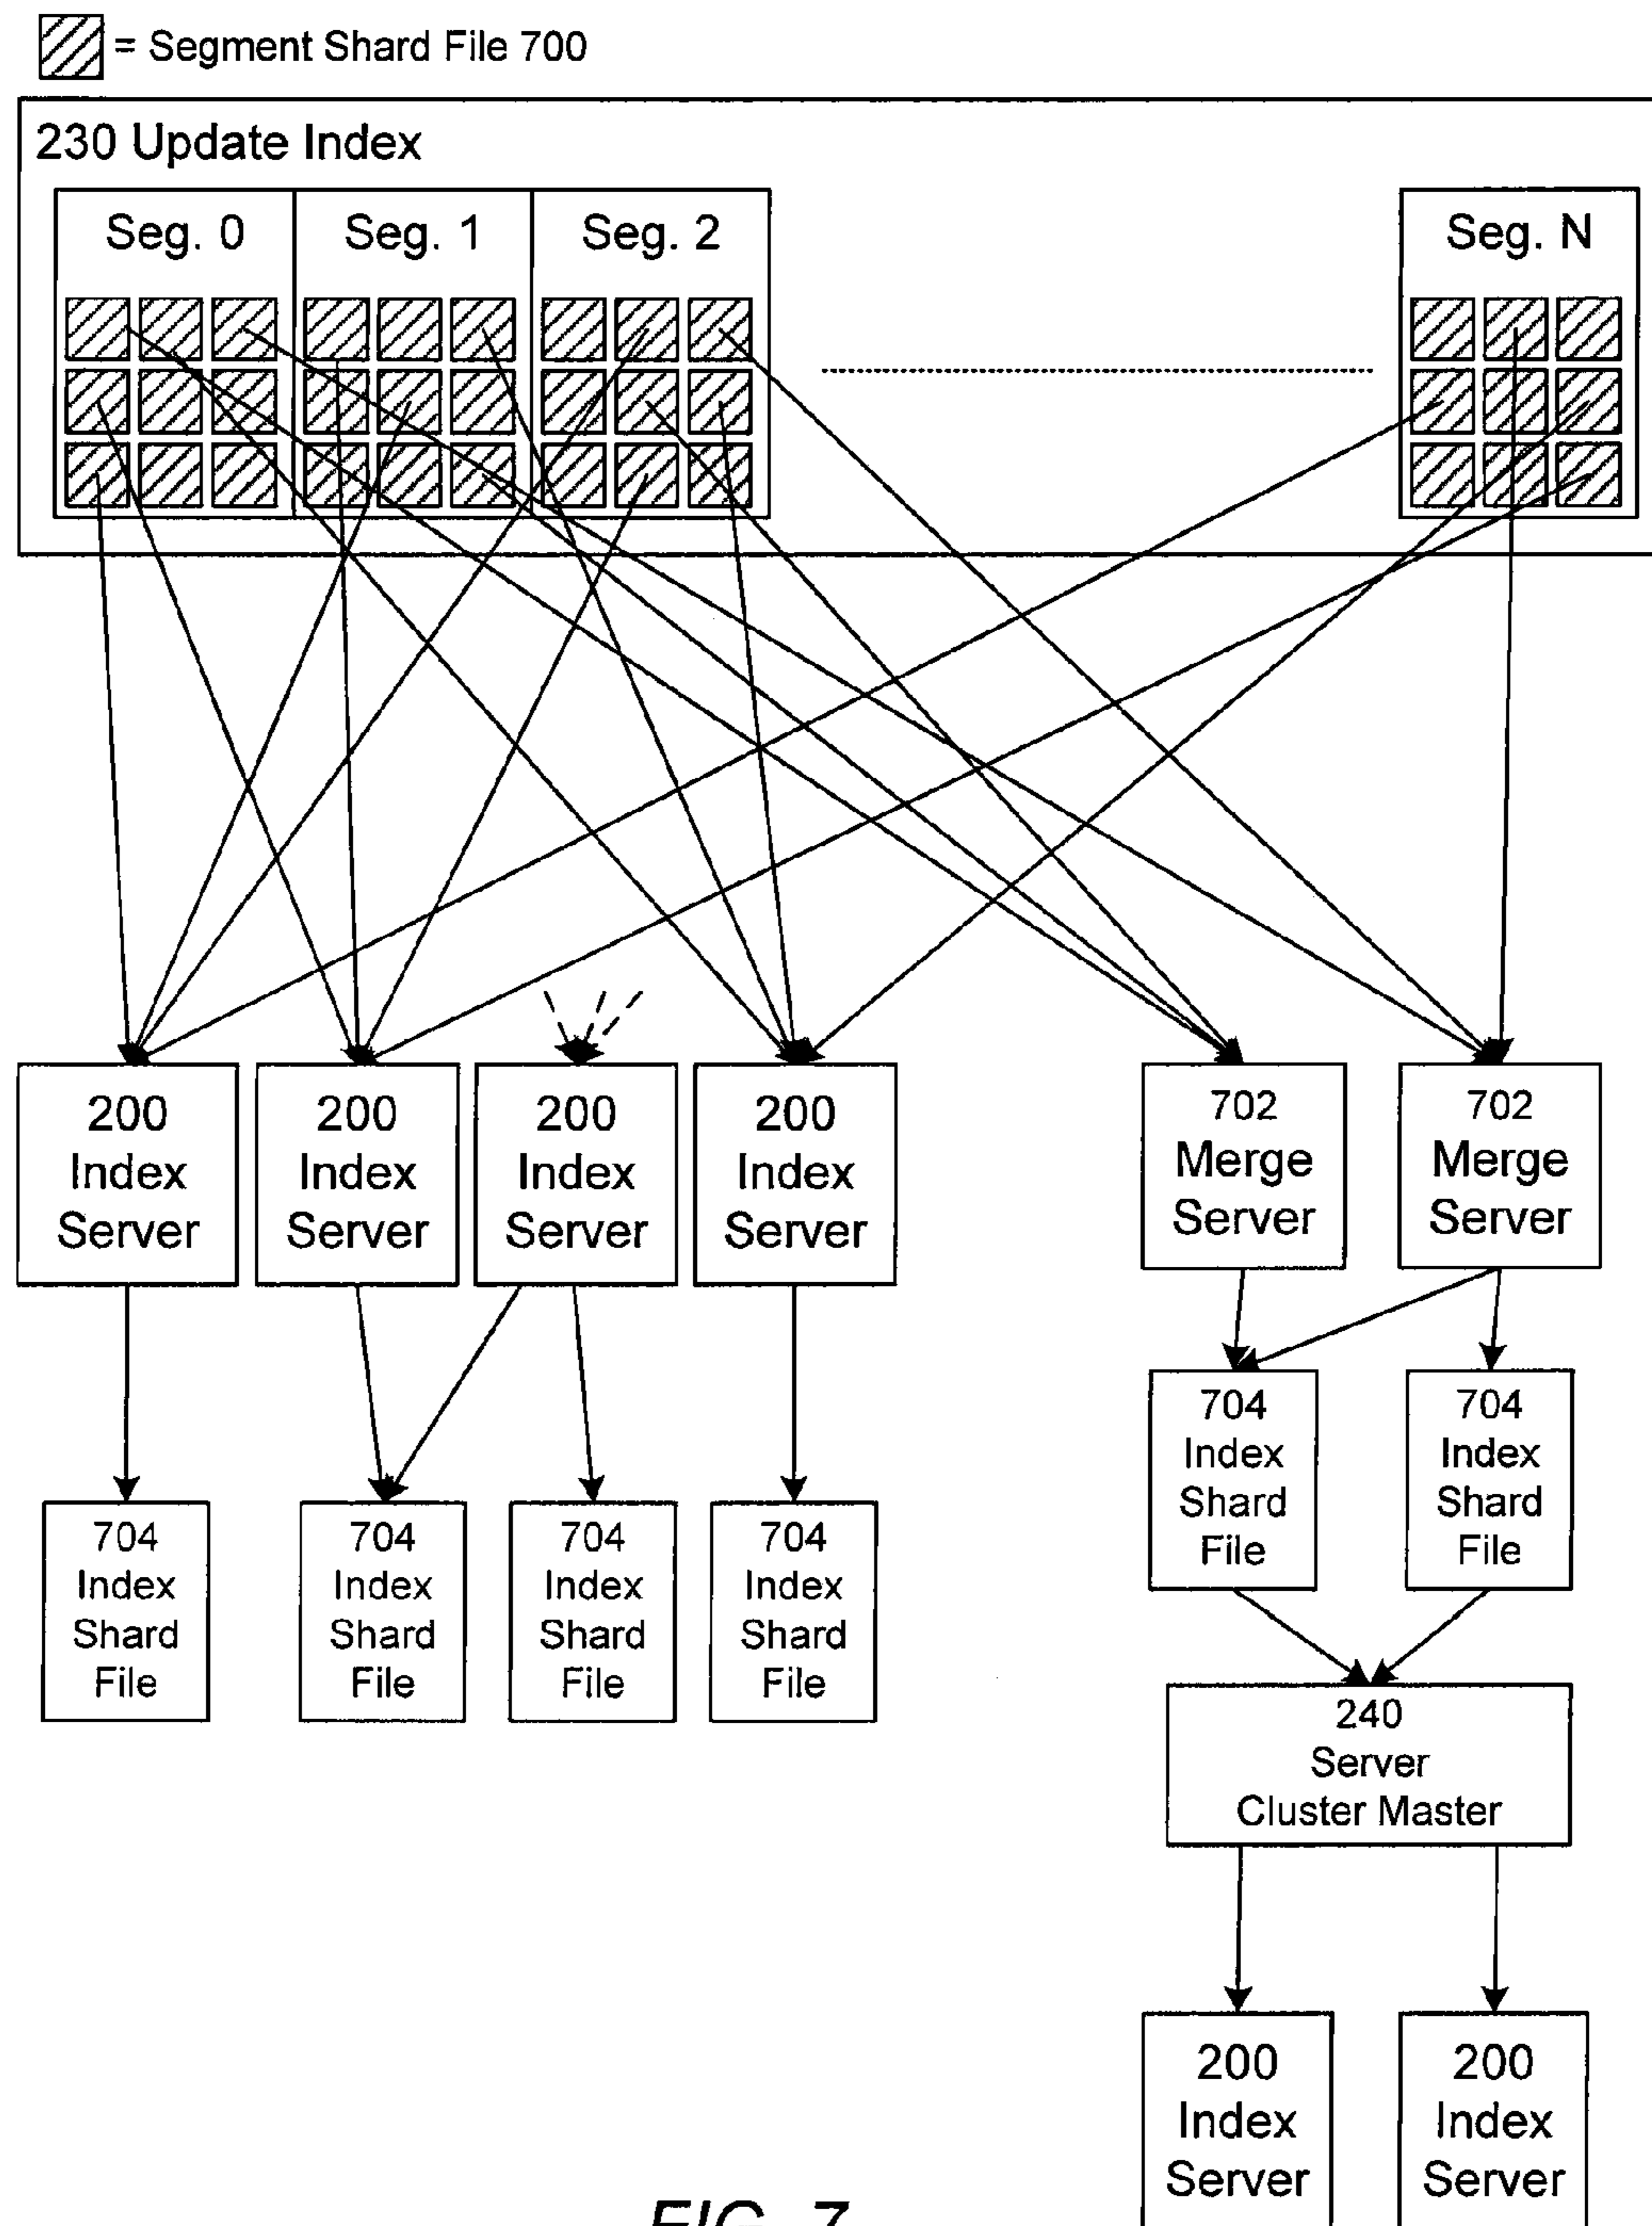 = Segment Shard File 700
230 Update Index
Seg. 0
Seg. 1
Seg. 2
Seg. N
200
Index
Server
200
Index
Server
200
Index
Server
200
Index
Server
702
Merge
Server
702
Merge
Server
704
Index
Shard
File
704
Index
Shard
File
704
Index
Shard
File
704
Index
Shard
File
704
Index
Shard
File
704
Index
Shard
File
240
Server
Cluster Master
200
Index
Server
200
Index
Server
FIG. 7